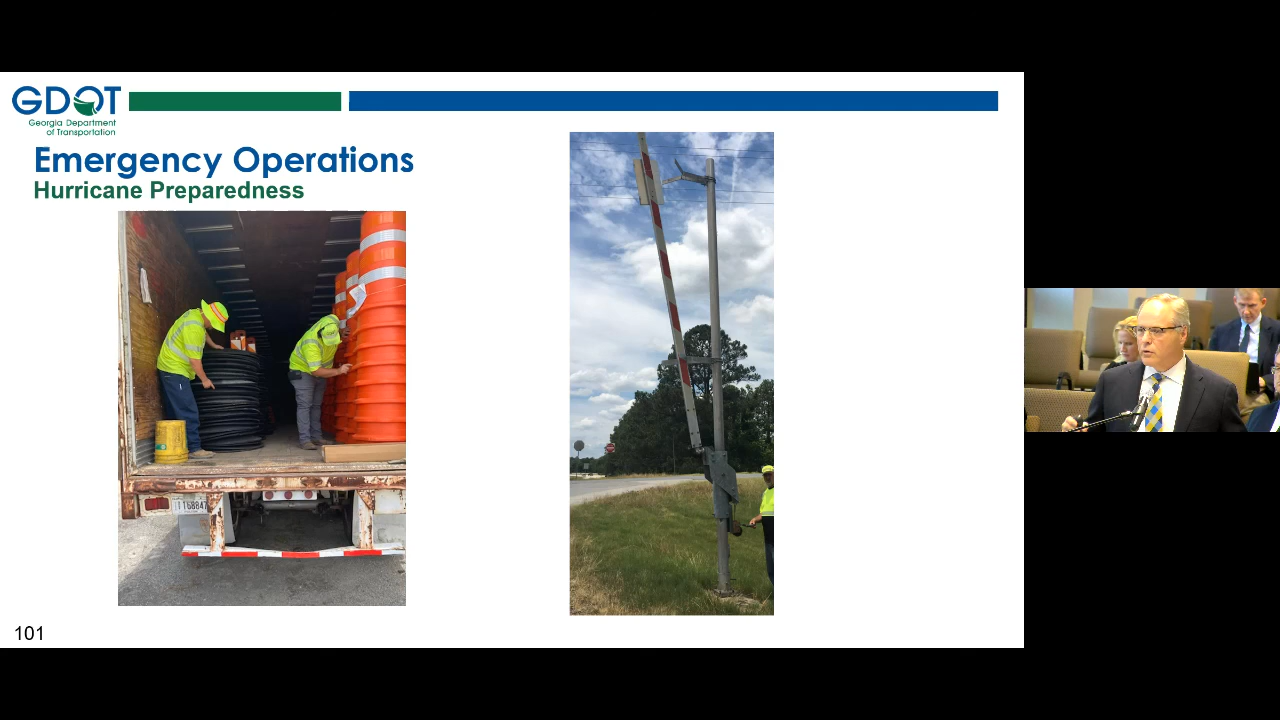 GDOT
Georgia Department
of Transportation
Emergency Operations
Hurricane Preparedness
101